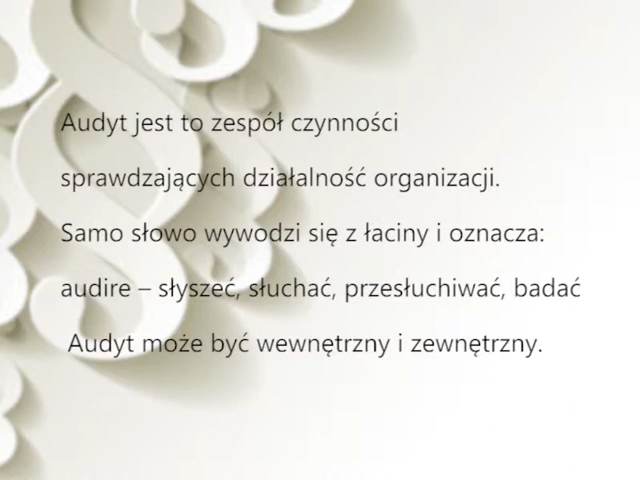 Audyt jest to zespół czynności
sprawdzających działalność organizacji.
Samo słowo wywodzi się z łaciny i oznacza:
audire – słyszeć, słuchać, przesłuchiwać, badać
Audyt może być wewnętrzny i zewnętrzny.